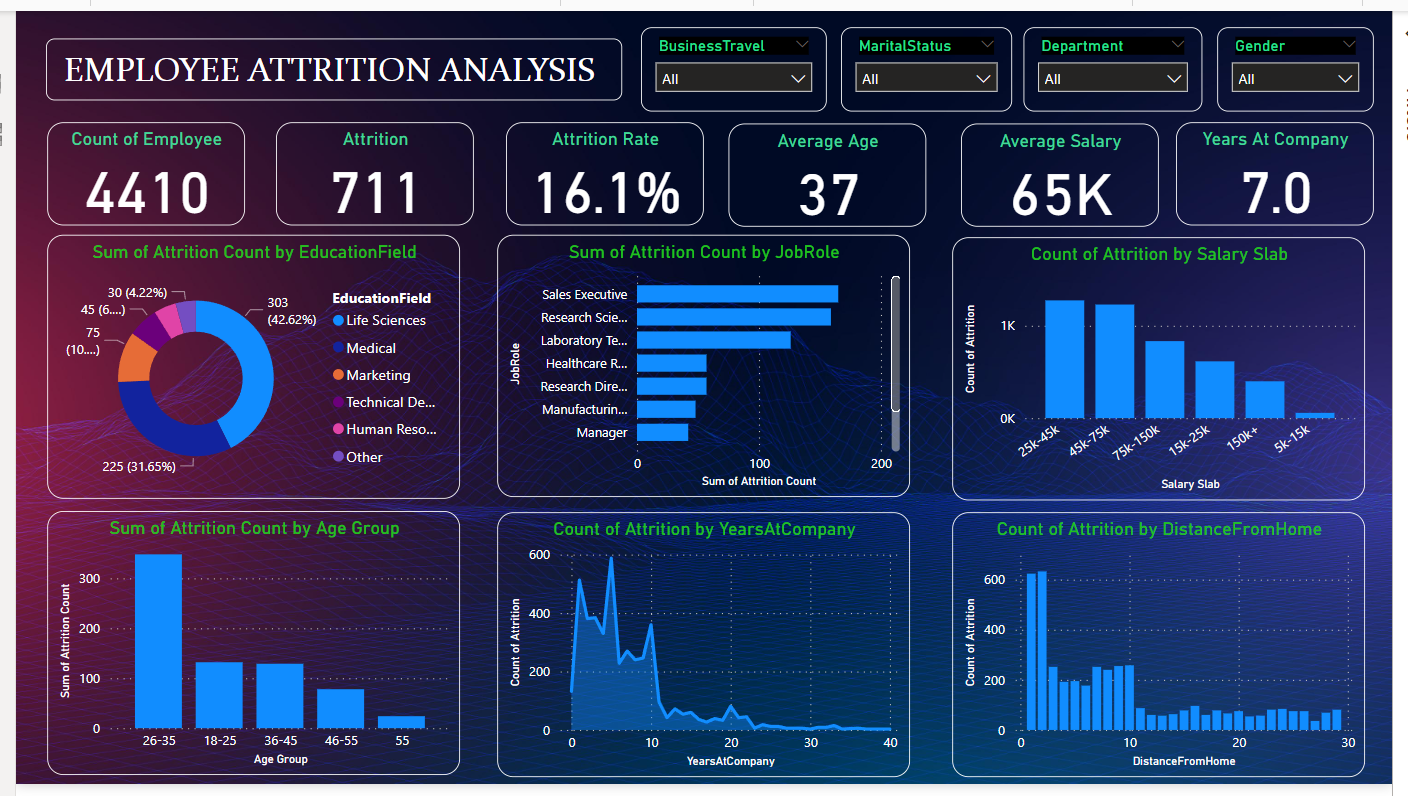 EMPLOYEE ATTRITION ANALYSIS
BusinessTravel
All
MaritalStatus
All
Department
All
Gender
All
Count of Employee
4410
Attrition
711
Attrition Rate
16.1%
Average Age
37
Average Salary
65K
Years At Company
7.0
Sum of Attrition Count by EducationField
30 (4.22%)
45 (6....)
75
(10....)
303
(42.62%)
225 (31.65%)
EducationField
Life Sciences
Medical
Marketing
Technical De...
Human Reso...
Other
Sum of Attrition Count by JobRole
JobRole
Sales Executive
Research Scie...
Laboratory Te...
Healthcare R...
Research Dire...
Manufacturin...
Manager
0 100 200
Sum of Attrition Count
Count of Attrition by Salary Slab
Count of Attrition
1K
0K
25k-45k 45k-75k 75k-150k 15k-25k 150k+ 5k-15k
Salary Slab
Sum of Attrition Count by Age Group
Sum of Attrition Count
300
200
100
0
26-35 18-25 36-45 46-55 55
Age Group
Count of Attrition by YearsAtCompany
Count of Attrition
600
400
200
0
0 10 20 30 40
YearsAtCompany
Count of Attrition by DistanceFromHome
Count of Attrition
600
400
200
0
0 10 20 30
DistanceFromHome